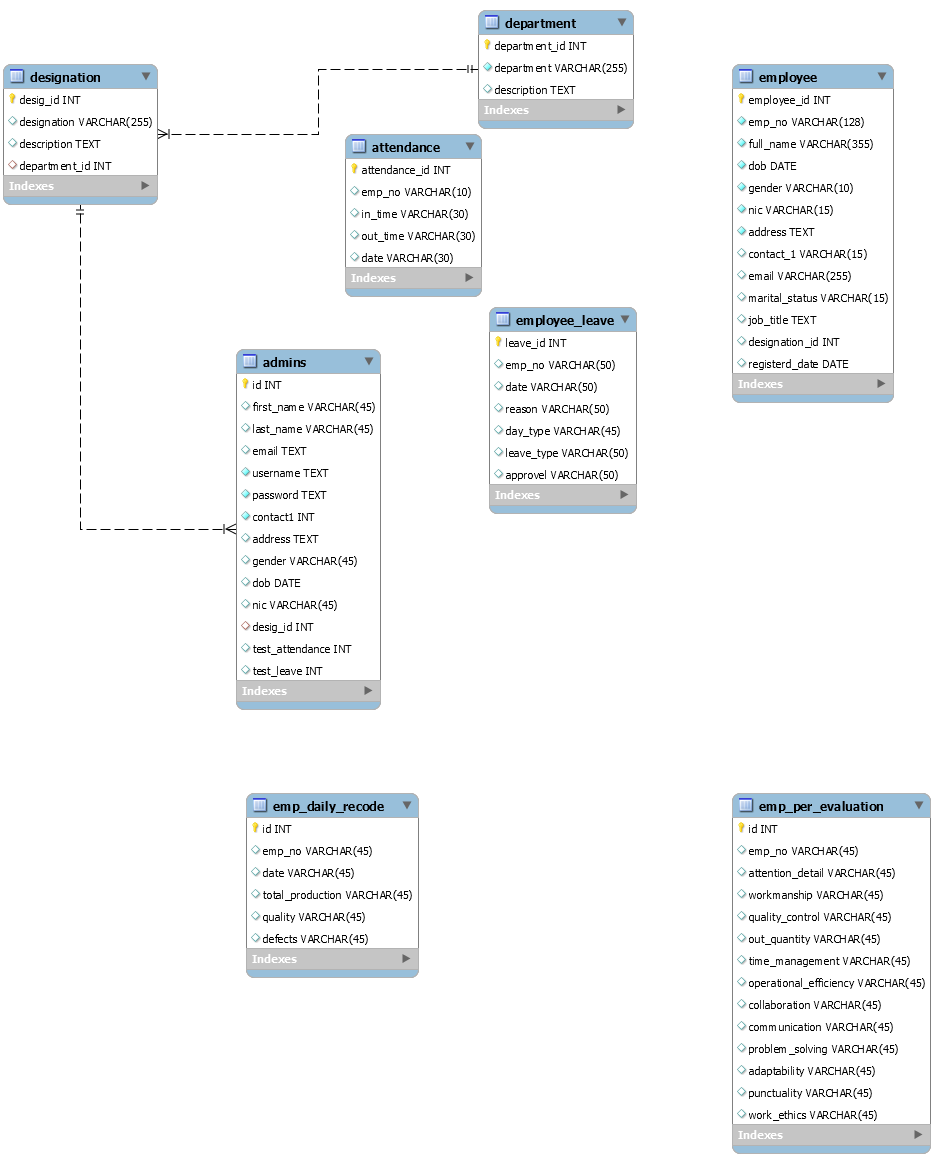 department
department_id INT
department VARCHAR(255)
description TEXT
Indexes
designation
desig_id INT
designation VARCHAR(255)
description TEXT
department_id INT
Indexes
employee
employee_id INT
emp_no VARCHAR(128)
full_name VARCHAR(355)
dob DATE
gender VARCHAR(10)
nic VARCHAR(15)
address TEXT
contact_1 VARCHAR(15)
email VARCHAR(255)
marital_status VARCHAR(15)
job_title TEXT
designation_id INT
registerd_date DATE
Indexes
attendance
attendance_id INT
emp_no VARCHAR(10)
in_time VARCHAR(30)
out_time VARCHAR(30)
date VARCHAR(30)
Indexes
employee_leave
leave_id INT
emp_no VARCHAR(50)
date VARCHAR(50)
reason VARCHAR(50)
day_type VARCHAR(45)
leave_type VARCHAR(50)
approvel VARCHAR(50)
Indexes
admins
id INT
first_name VARCHAR(45)
last_name VARCHAR(45)
email TEXT
username TEXT
password TEXT
contact1 INT
address TEXT
gender VARCHAR(45)
dob DATE
nic VARCHAR(45)
desig_id INT
test_attendance INT
test_leave INT
Indexes
emp_daily_recode
id INT
emp_no VARCHAR(45)
date VARCHAR(45)
total_production VARCHAR(45)
quality VARCHAR(45)
defects VARCHAR(45)
Indexes
emp_per_evaluation
id INT
emp_no VARCHAR(45)
attention_detail VARCHAR(45)
workmanship VARCHAR(45)
quality_control VARCHAR(45)
out_quantity VARCHAR(45)
time_management VARCHAR(45)
operational_efficiency VARCHAR(45)
collaboration VARCHAR(45)
communication VARCHAR(45)
problem_solving VARCHAR(45)
adaptability VARCHAR(45)
punctuality VARCHAR(45)
work_ethics VARCHAR(45)
Indexes